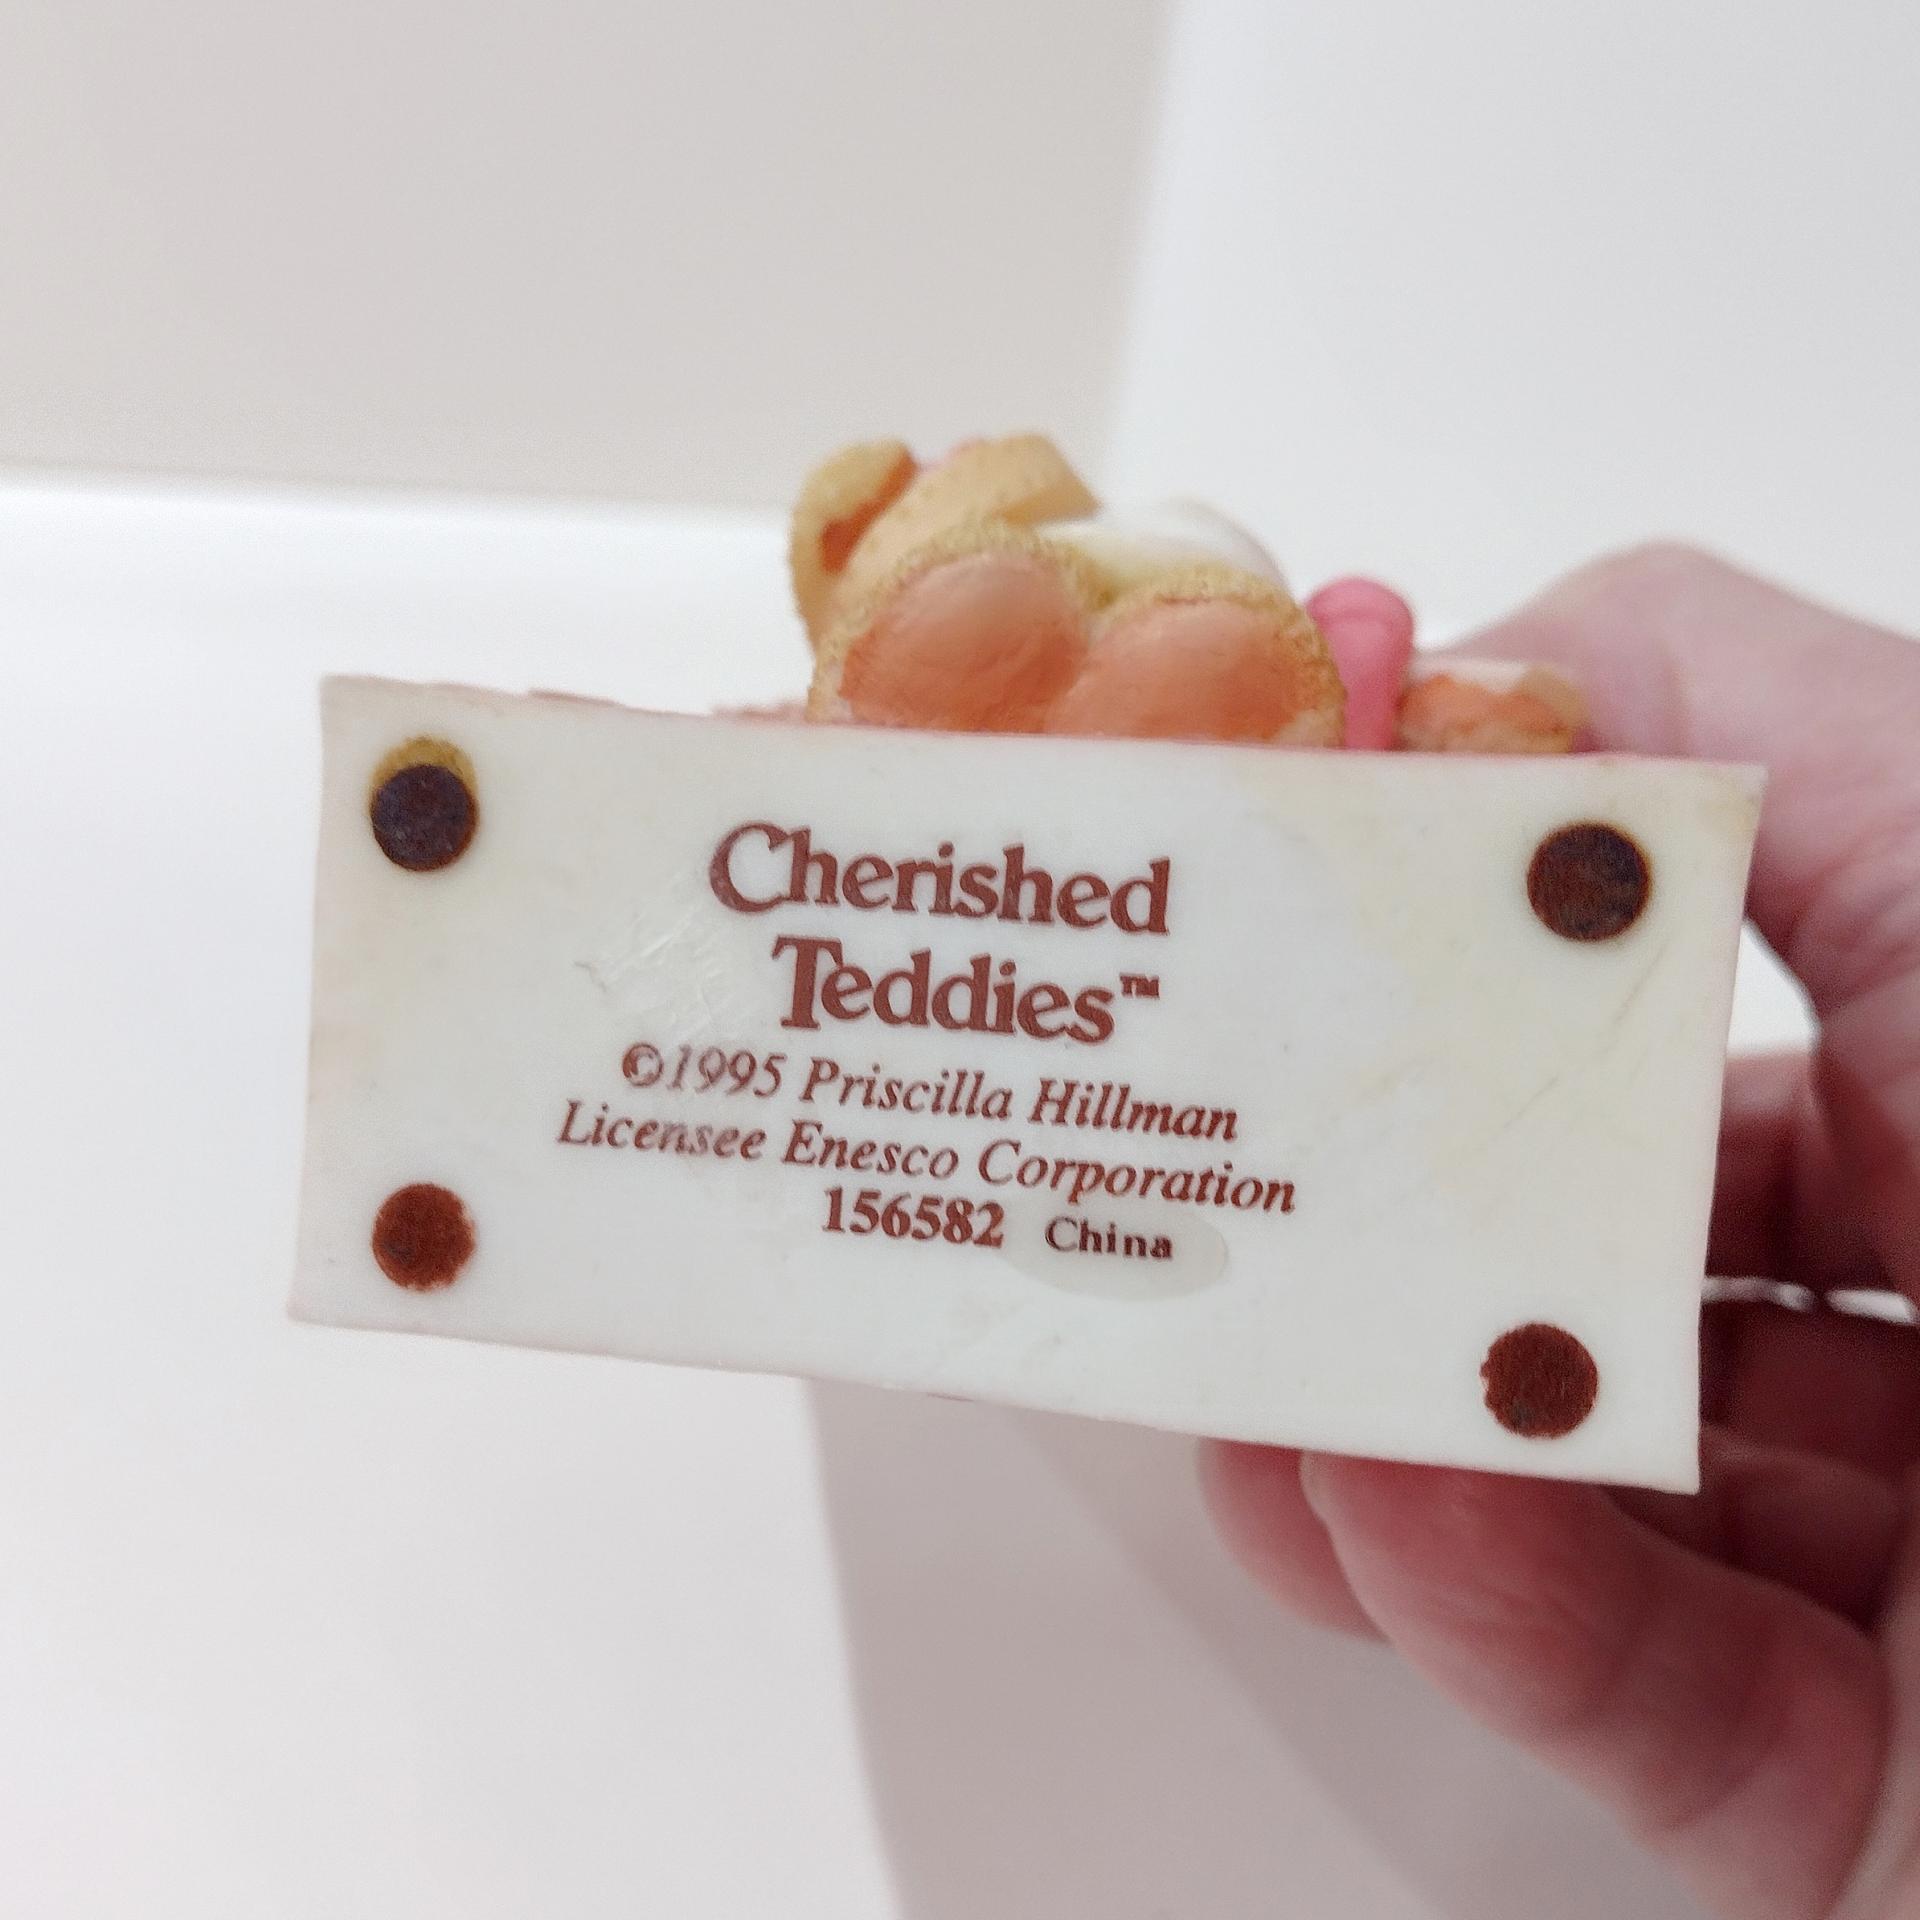 Cherished
Teddies™
©1995 Priscilla Hillman
Licensee Enesco Corporation
156582 China